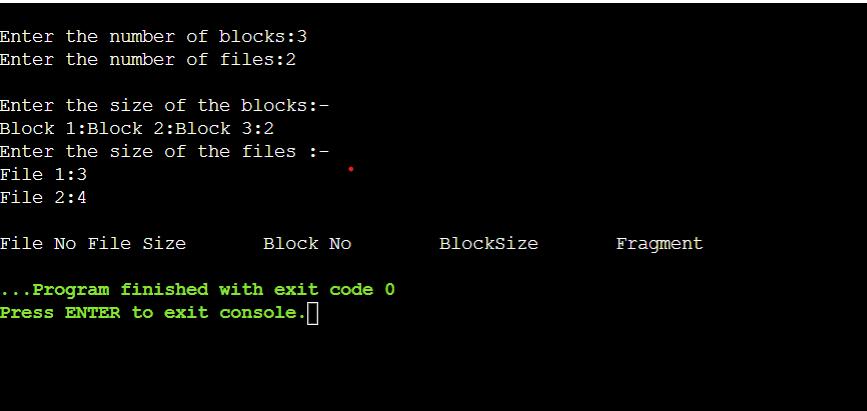 Enter the number of blocks:3
Enter the number of files:2
Enter the size of the blocks:-
Block 1:Block 2:Block 3:2
Enter the size of the files :-
File 1:3
File 2:4
File No File Size Block No BlockSize Fragment
...Program finished with exit code 0
Press ENTER to exit console.